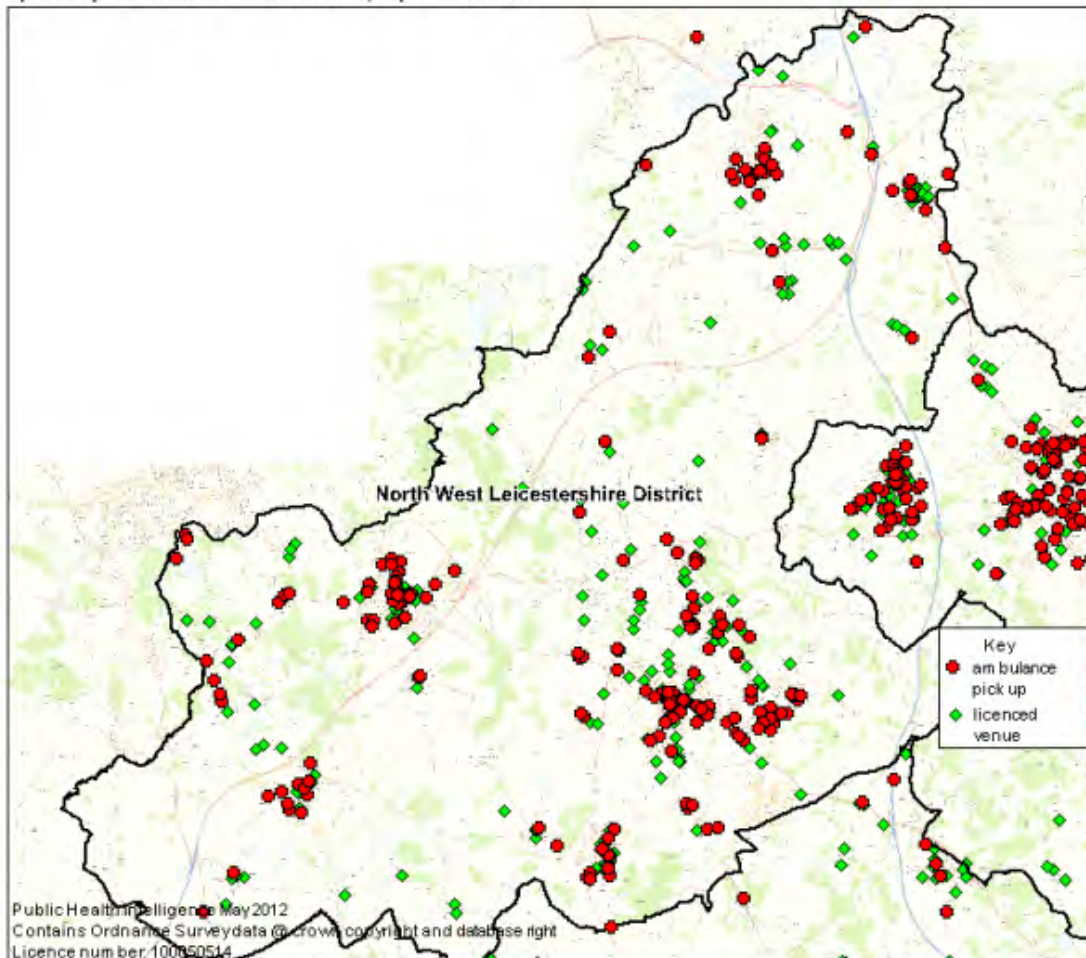 North West Leicestershire District
Key
ambulance
pick up
licenced
venue
Public Health Intelligence May 2012
Contains Ordnance Survey data @ crown copyright and database right
Licence number 100050514